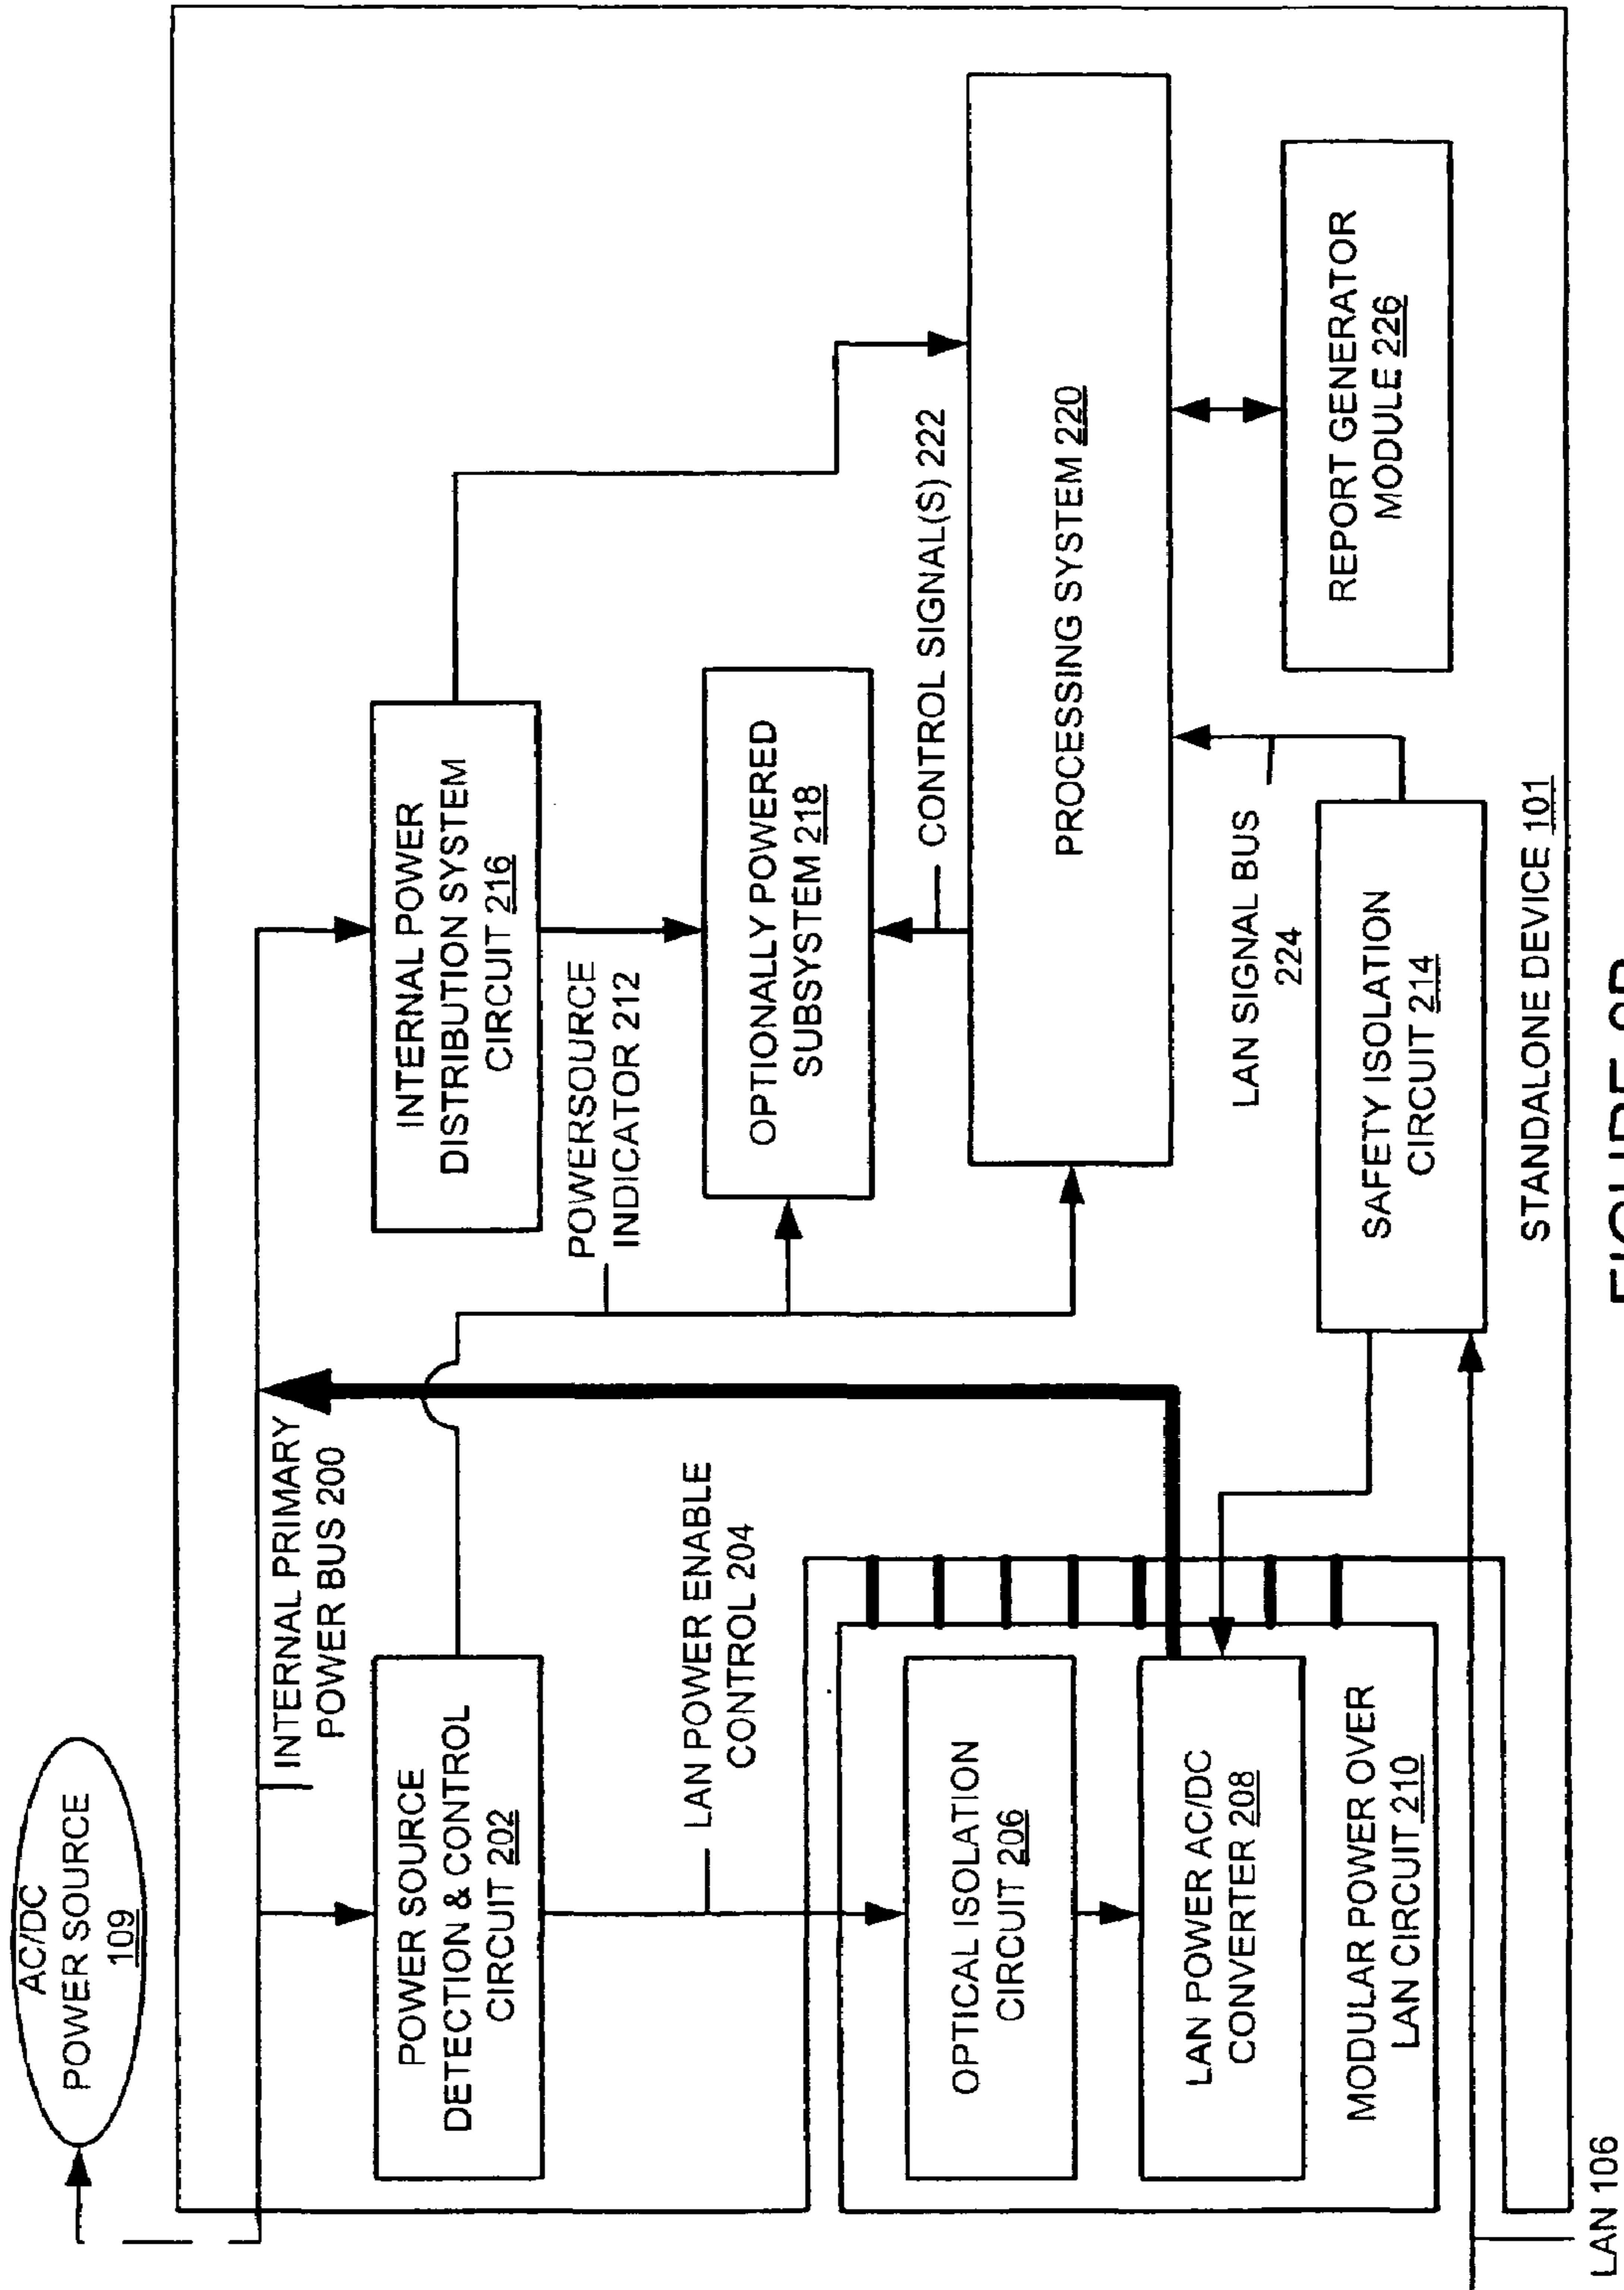 AC/DC
POWER SOURCE
109
INTERNAL PRIMARY
POWER BUS 200
POWER SOURCE
DETECTION & CONTROL
CIRCUIT 202
INTERNAL POWER
DISTRIBUTION SYSTEM
CIRCUIT 216
POWERSOURCE
INDICATOR 212
LAN POWER ENABLE
CONTROL 204
OPTIONALLY POWERED
SUBSYSTEM 218
CONTROL SIGNAL(S) 222
OPTICAL ISOLATION
CIRCUIT 206
PROCESSING SYSTEM 220
LAN POWER AC/DC
CONVERTER 208
LAN SIGNAL BUS
224
MODULAR POWER OVER
LAN CIRCUIT 210
SAFETY ISOLATION
CIRCUIT 214
REPORT GENERATOR
MODULE 226
STANDALONE DEVICE 101
LAN 106
FIGURE